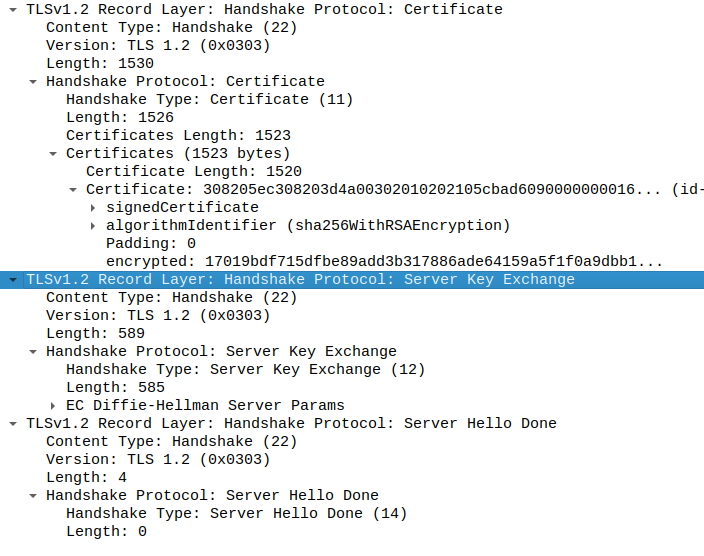 TLSv1.2 Record Layer: Handshake Protocol: Certificate
Content Type: Handshake (22)
Version: TLS 1.2 (0x0303)
Length: 1530
Handshake Protocol: Certificate
Handshake Type: Certificate (11)
Length: 1526
Certificates Length: 1523
Certificates (1523 bytes)
Certificate Length: 1520
Certificate: 308205ec308203d4a00302010202105cbad6090000000016... (id-
signedCertificate
algorithmIdentifier (sha256WithRSAEncryption)
Padding: 0
encrypted: 17019bdf715dfbe89add3b317886ade64159a5f1f0a9dbb1...
TLSv1.2 Record Layer: Handshake Protocol: Server Key Exchange
Content Type: Handshake (22)
Version: TLS 1.2 (0x0303)
Length: 589
Handshake Protocol: Server Key Exchange
Handshake Type: Server Key Exchange (12)
Length: 585
EC Diffie-Hellman Server Params
TLSv1.2 Record Layer: Handshake Protocol: Server Hello Done
Content Type: Handshake (22)
Version: TLS 1.2 (0x0303)
Length: 4
Handshake Protocol: Server Hello Done
Handshake Type: Server Hello Done (14)
Length: 0